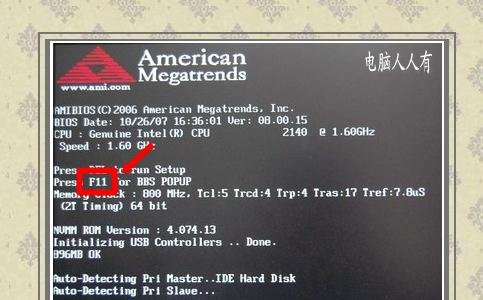 American
Megatrends
www.ami.com
电脑人人有
AMIBIOS(C)2006 American Megatrends, Inc.
BIOS Date: 10/26/07 16:36:01 Ver: 08.00.15
CPU : Genuine Intel(R) CPU 2140 @ 1.60GHz
Speed : 1.60 GHz
Press DEL to run Setup
Press F11 for BBS POPUP
Memory Clock : 800 MHz, Tcl:5 Trcd:4 Trp:4 Tras:17 Tref:7.8uS
(2T Timing) 64 bit
NVMM ROM Version : 4.074.13
Initializing USB Controllers .. Done.
896MB OK
Auto-Detecting Pri Master..IDE Hard Disk
Auto-Detecting Pri Slave...